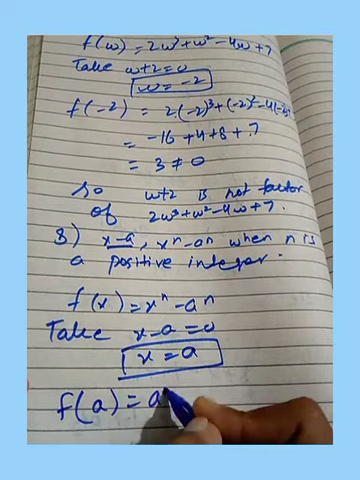 f(w) = 2w³+w²-4w+7
Take w+2=0
w=-2
f(-2) = 2(-2)³+(-2)²-4(-2)+
= -16+4+8+7
= 3 ≠ 0
so w+2 is not factor
of 2w³+w²-4w+7.
3) x-a, xⁿ-aⁿ when n is
a positive integer.
f(x) = xⁿ-aⁿ
Take x-a=0
x=a
f(a) = a